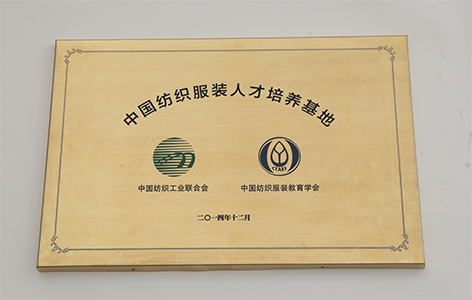 中国纺织服装人才培养基地
CTAES
中国纺织工业联合会
中国纺织服装教育学会
二〇一四年十二月